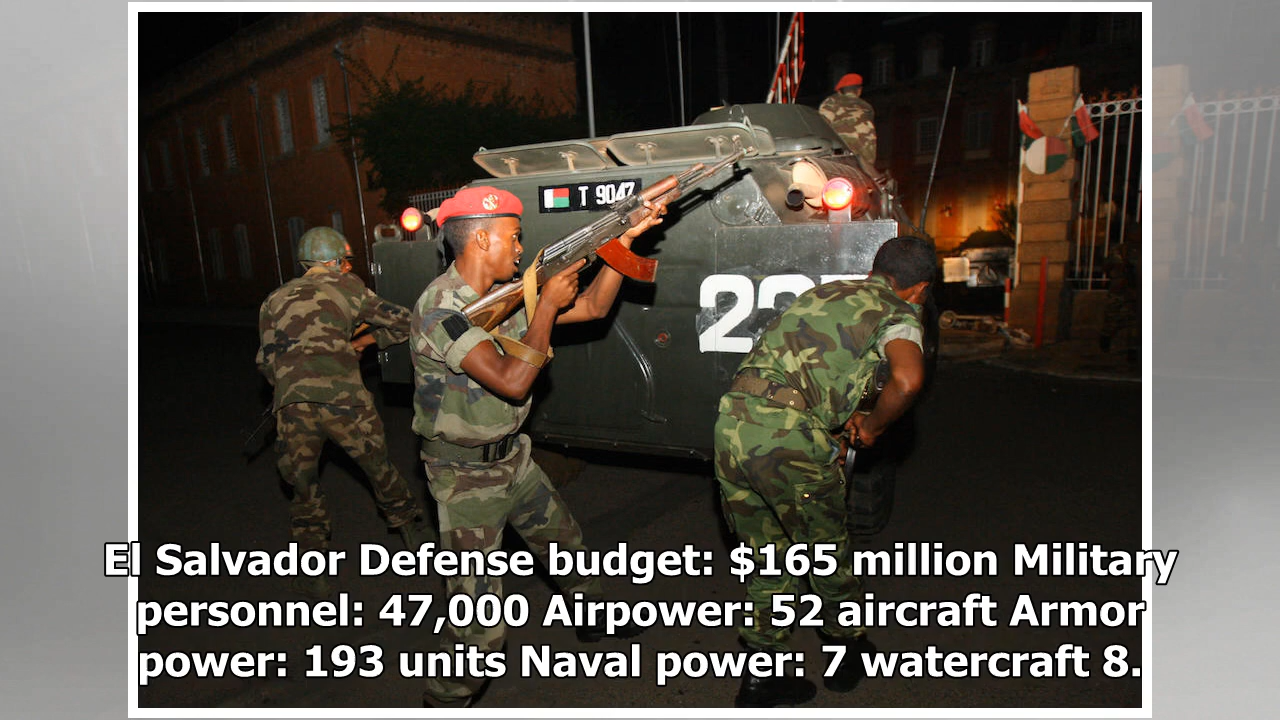 T 9047
22
El Salvador Defense budget: $165 million Military
personnel: 47,000 Airpower: 52 aircraft Armor
power: 193 units Naval power: 7 watercraft 8.